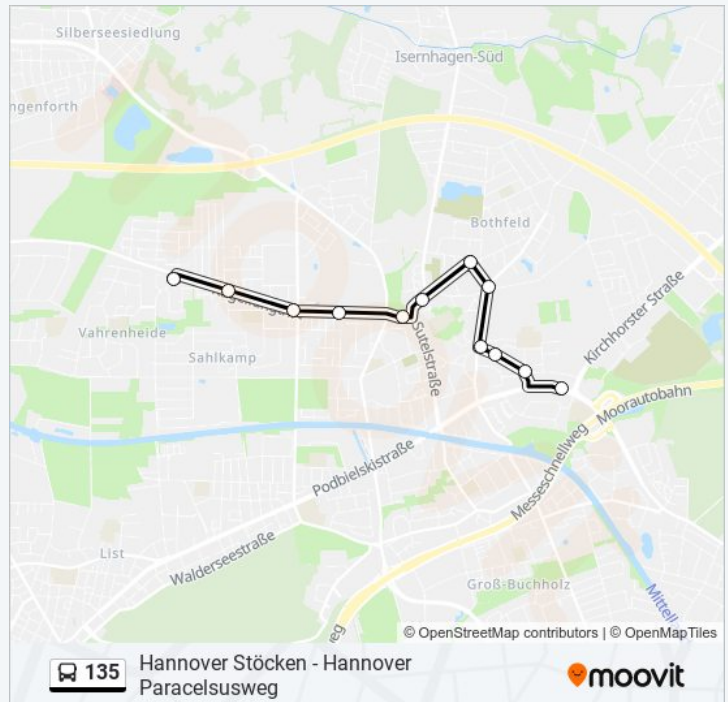 Silberseesiedlung
Isernhagen-Süd
ngenforth
Bothfeld
Kirchhorster Straße
Vahrenheide
Sahlkamp
Sutelstraße
Moorautobahn
Messeschnellweg
Podbielskistraße
List
Walderseestraße
Groß-Buchholz
Mittell
eg
© OpenStreetMap contributors | © OpenMapTiles
135
Hannover Stöcken - Hannover
Paracelsusweg
moovit